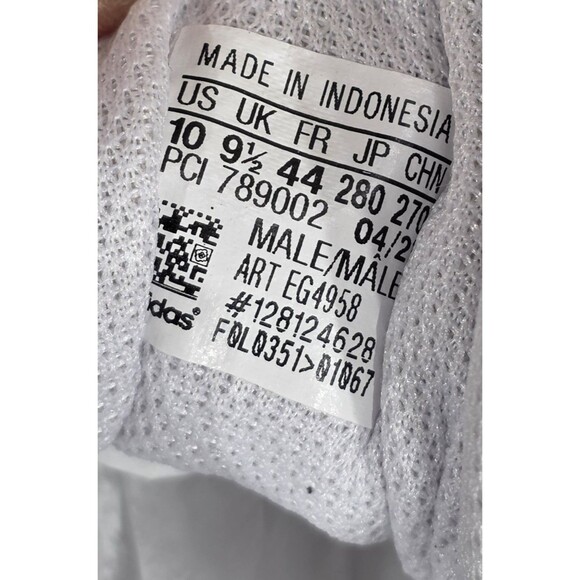 MADE IN INDONESIA
US UK FR JP CHN
10 9½ 44 280 270
PCI 789002 04/2
MALE/MÂLE
ART EG4958
#128124628
F0L0351>01067
didas®